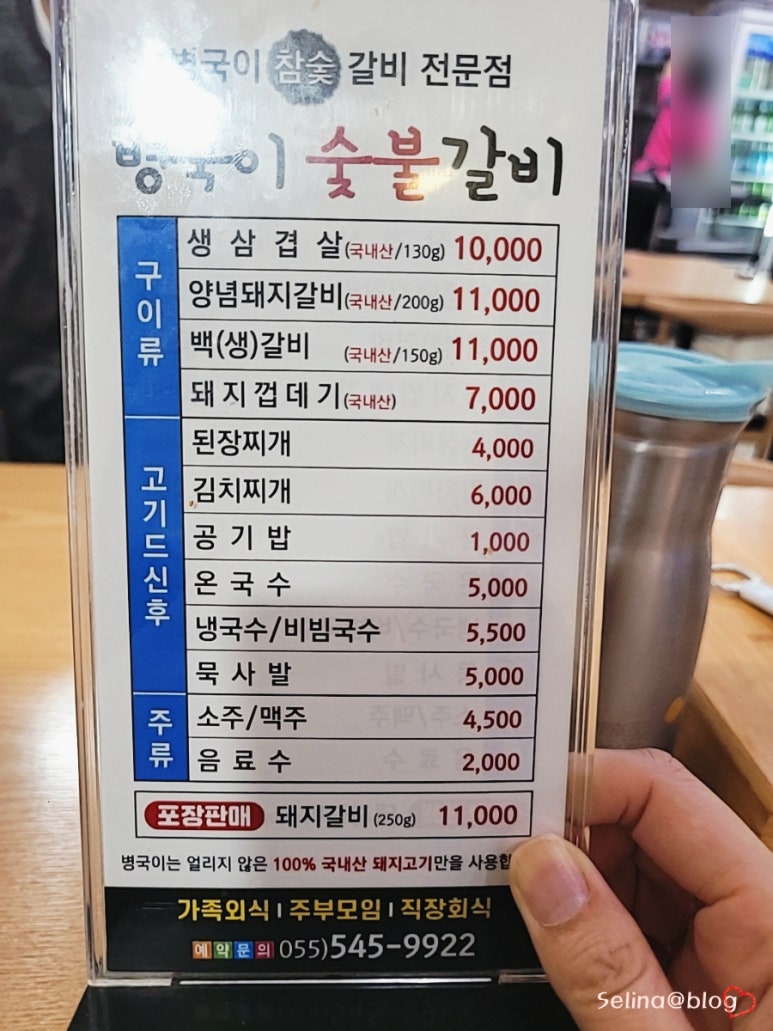 병국이 참숯 갈비 전문점
병국이 숯불갈비
구이류
생삼겹살(국내산/130g) 10,000
양념돼지갈비(국내산/200g) 11,000
백(생)갈비 (국내산/150g) 11,000
돼지껍데기(국내산) 7,000
고기드신후
된장찌개 4,000
김치찌개 6,000
공기밥 1,000
온국수 5,000
냉국수/비빔국수 5,500
묵사발 5,000
주류
소주/맥주 4,500
음료수 2,000
포장판매 돼지갈비 (250g) 11,000
병국이는 얼리지 않은 100% 국내산 돼지고기만을 사용합
가족외식 I 주부모임 I 직장회식
예약문의 055)545-9922
Selina@blog